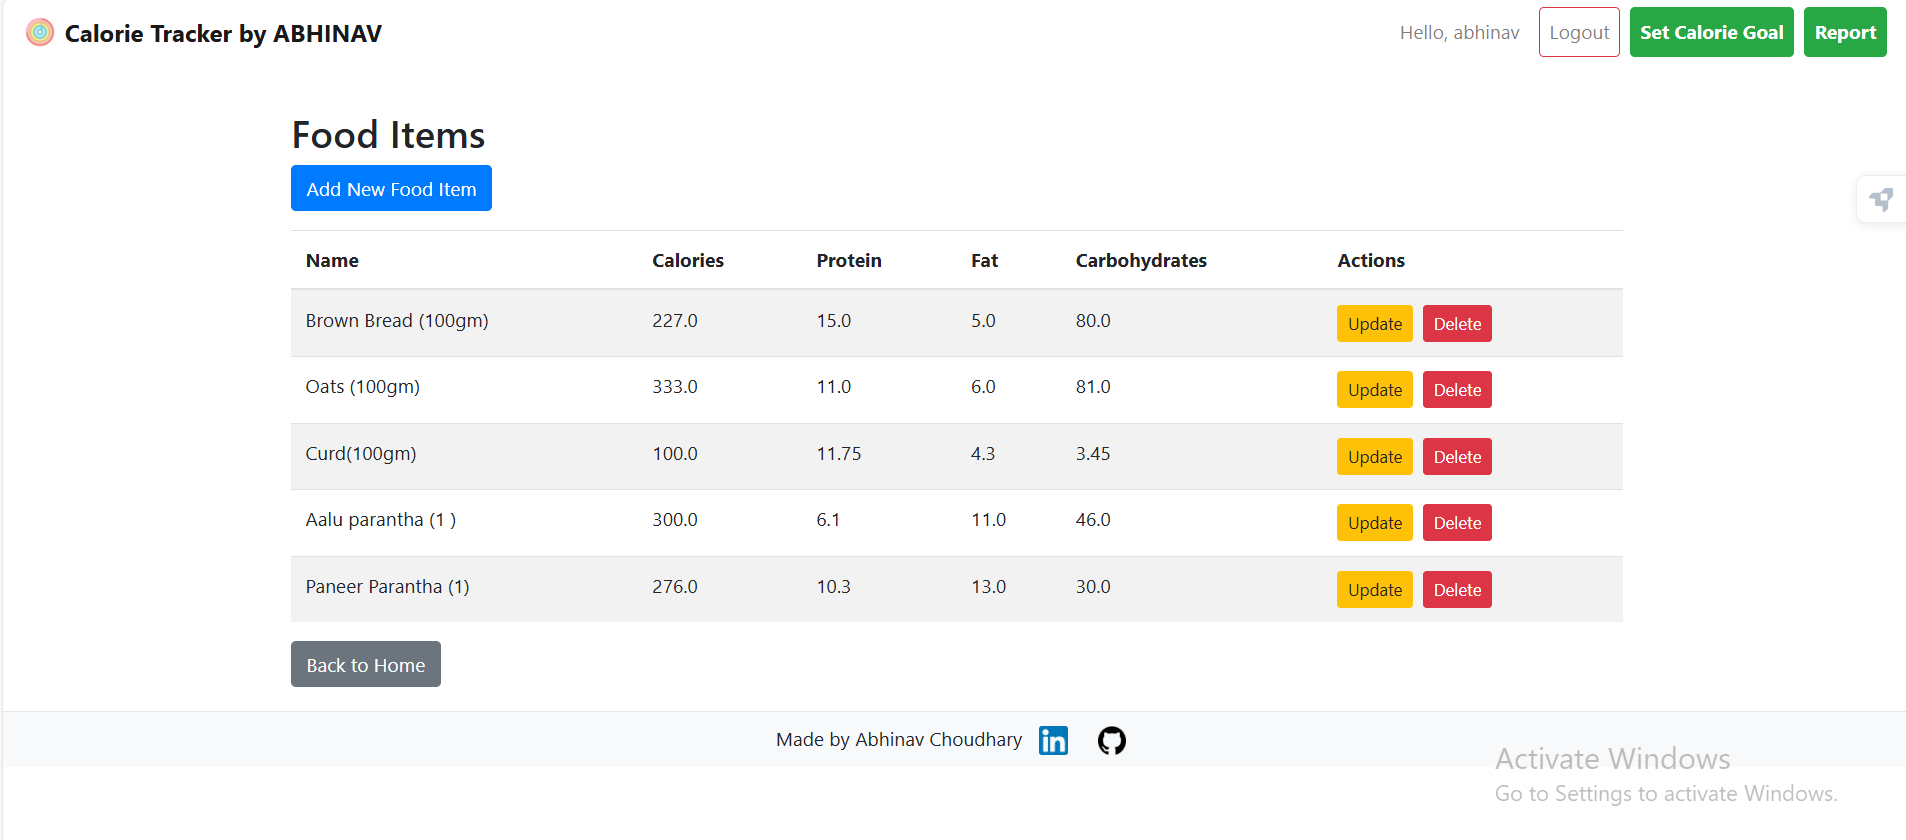 Calorie Tracker by ABHINAV Hello, abhinav Logout Set Calorie Goal Report
Food Items
Add New Food Item
Name Calories Protein Fat Carbohydrates Actions
Brown Bread (100gm) 227.0 15.0 5.0 80.0 Update Delete
Oats (100gm) 333.0 11.0 6.0 81.0 Update Delete
Curd(100gm) 100.0 11.75 4.3 3.45 Update Delete
Aalu parantha (1 ) 300.0 6.1 11.0 46.0 Update Delete
Paneer Parantha (1) 276.0 10.3 13.0 30.0 Update Delete
Back to Home
Made by Abhinav Choudhary in
Activate Windows
Go to Settings to activate Windows.